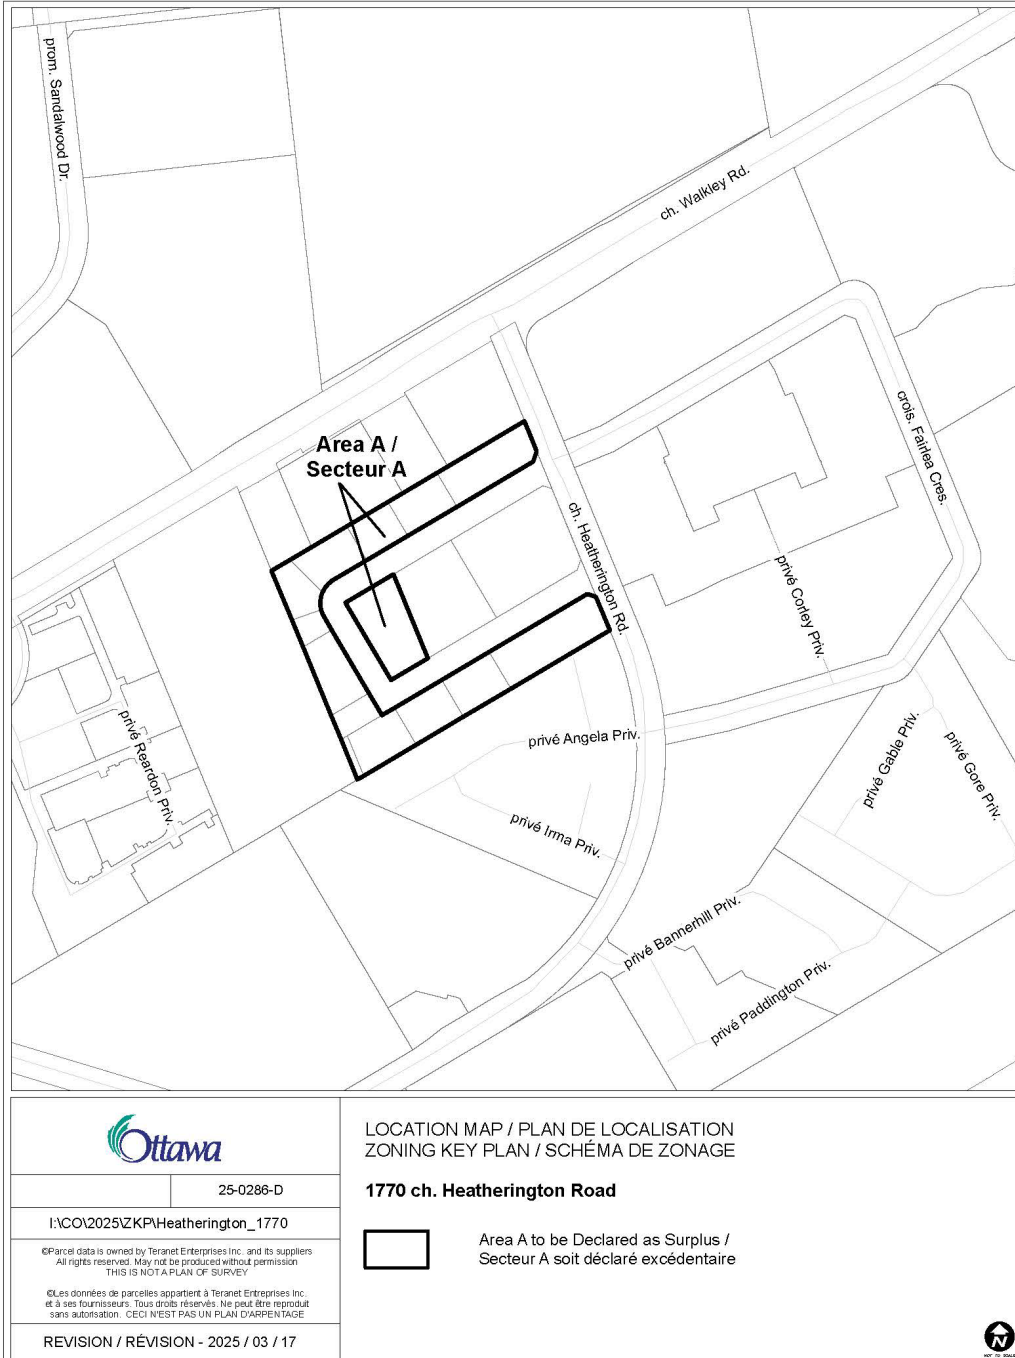 prom. Sandalwood Dr.
ch. Walkley Rd.
crois. Fairlea Cres.
Area A /
Secteur A
ch. Heatherington Rd.
privé Corley Priv.
privé Reardon Priv.
privé Angela Priv.
privé Gable Priv.
privé Gore Priv.
privé Irma Priv.
privé Bannerhill Priv.
privé Paddington Priv.
Ottawa
25-0286-D
I:\CO\2025\ZKP\Heatherington_1770
©Parcel data is owned by Teranet Enterprises Inc. and its suppliers
All rights reserved. May not be produced without permission
THIS IS NOT A PLAN OF SURVEY
©Les données de parcelles appartient à Teranet Entreprises Inc.
et à ses fournisseurs. Tous droits réservés. Ne peut être reproduit
sans autorisation. CECI N'EST PAS UN PLAN D'ARPENTAGE
REVISION / RÉVISION - 2025 / 03 / 17
LOCATION MAP / PLAN DE LOCALISATION
ZONING KEY PLAN / SCHÉMA DE ZONAGE
1770 ch. Heatherington Road
Area A to be Declared as Surplus /
Secteur A soit déclaré excédentaire
N
NOT TO SCALE